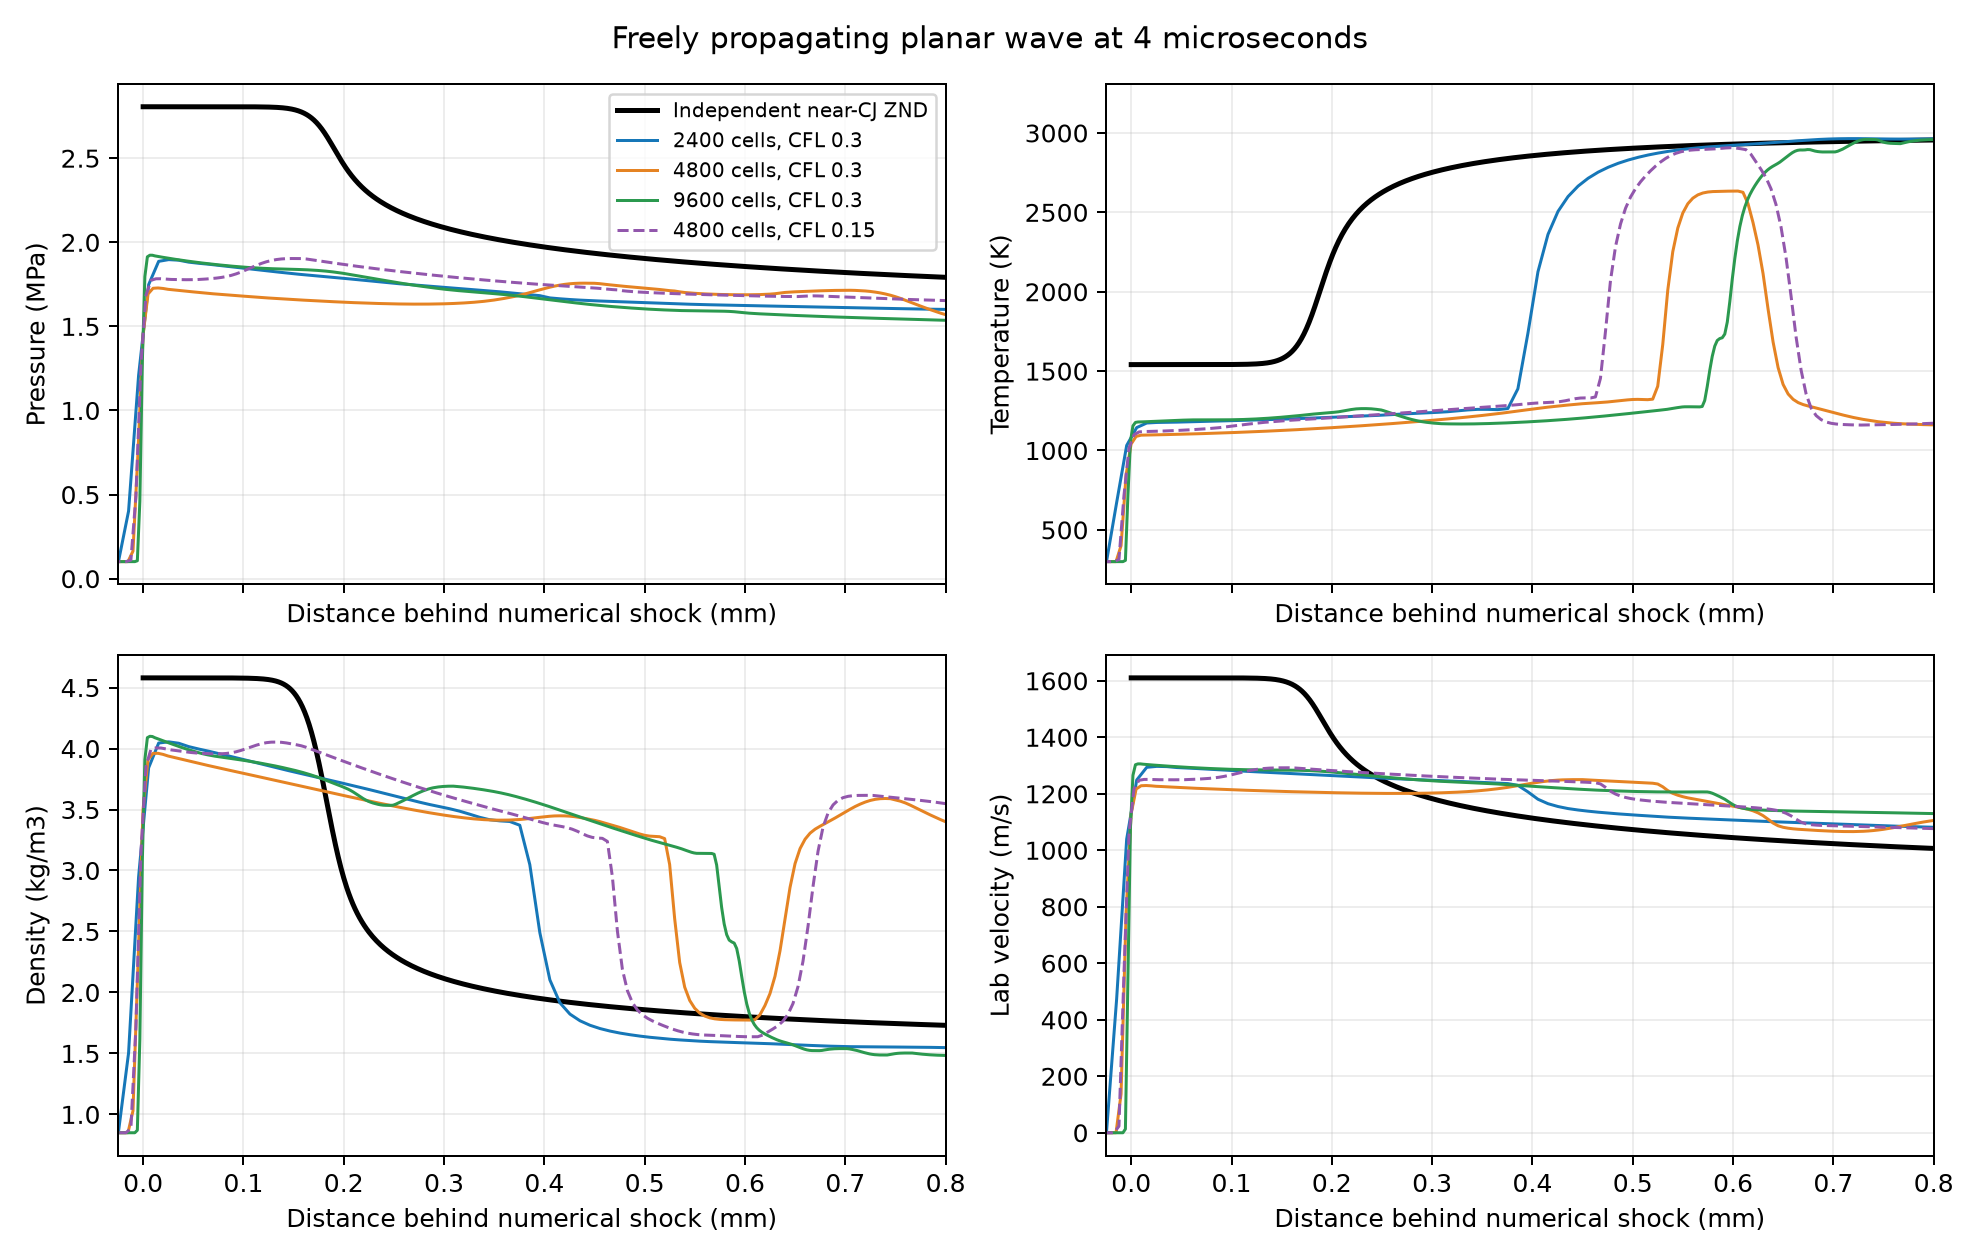 Freely propagating planar wave at 4 microseconds
Pressure (MPa)
2.5
2.0
1.5
1.0
0.5
0.0
Independent near-CJ ZND
2400 cells, CFL 0.3
4800 cells, CFL 0.3
9600 cells, CFL 0.3
4800 cells, CFL 0.15
Distance behind numerical shock (mm)
Temperature (K)
3000
2500
2000
1500
1000
500
Distance behind numerical shock (mm)
Density (kg/m3)
4.5
4.0
3.5
3.0
2.5
2.0
1.5
1.0
0.0 0.1 0.2 0.3 0.4 0.5 0.6 0.7 0.8
Distance behind numerical shock (mm)
Lab velocity (m/s)
1600
1400
1200
1000
800
600
400
200
0
0.0 0.1 0.2 0.3 0.4 0.5 0.6 0.7 0.8
Distance behind numerical shock (mm)